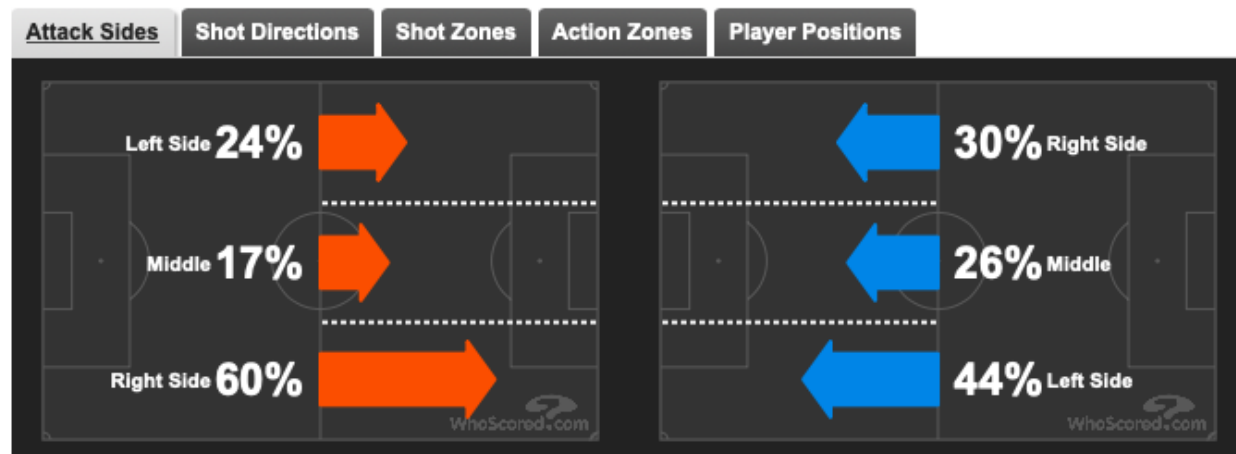 Attack Sides Shot Directions Shot Zones Action Zones Player Positions
Left Side 24%
Middle 17%
Right Side 60%
WhoScored.com
30% Right Side
26% Middle
44% Left Side
WhoScored.com